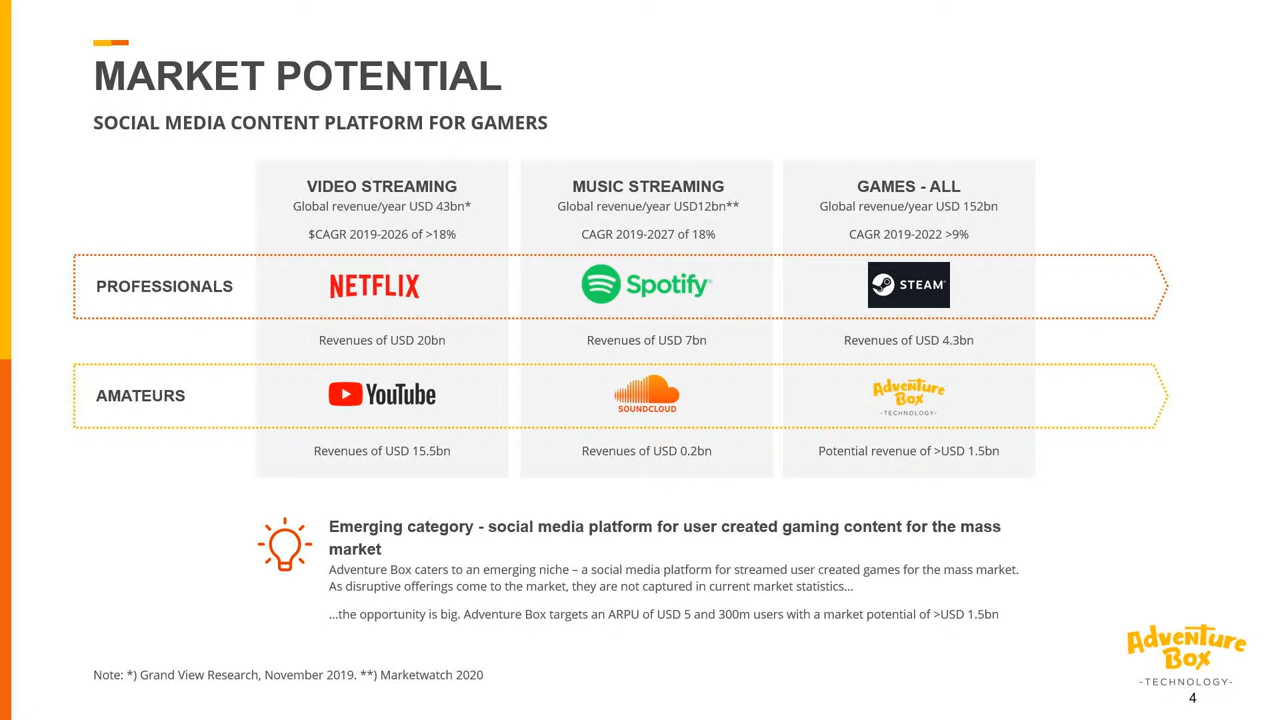 MARKET POTENTIAL
SOCIAL MEDIA CONTENT PLATFORM FOR GAMERS
VIDEO STREAMING
Global revenue/year USD 43bn*
$CAGR 2019-2026 of >18%
MUSIC STREAMING
Global revenue/year USD12bn**
CAGR 2019-2027 of 18%
GAMES - ALL
Global revenue/year USD 152bn
CAGR 2019-2022 >9%
PROFESSIONALS
NETFLIX
Spotify
STEAM
Revenues of USD 20bn
Revenues of USD 7bn
Revenues of USD 4.3bn
AMATEURS
YouTube
SOUNDCLOUD
Adventure
Box
-TECHNOLOGY-
Revenues of USD 15.5bn
Revenues of USD 0.2bn
Potential revenue of >USD 1.5bn
Emerging category - social media platform for user created gaming content for the mass
market
Adventure Box caters to an emerging niche – a social media platform for streamed user created games for the mass market.
As disruptive offerings come to the market, they are not captured in current market statistics…
…the opportunity is big. Adventure Box targets an ARPU of USD 5 and 300m users with a market potential of >USD 1.5bn
Note: *) Grand View Research, November 2019. **) Marketwatch 2020
Adventure
Box
-TECHNOLOGY-
4